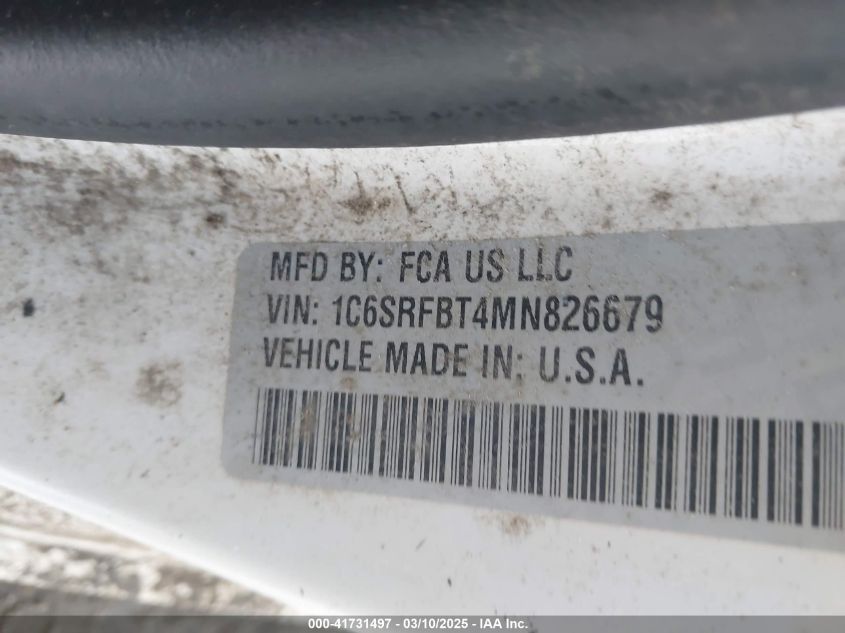 MFD BY: FCA US LLC
VIN: 1C6SRFBT4MN826679
VEHICLE MADE IN: U.S.A.
000-41731497 - 03/10/2025 - IAA Inc.